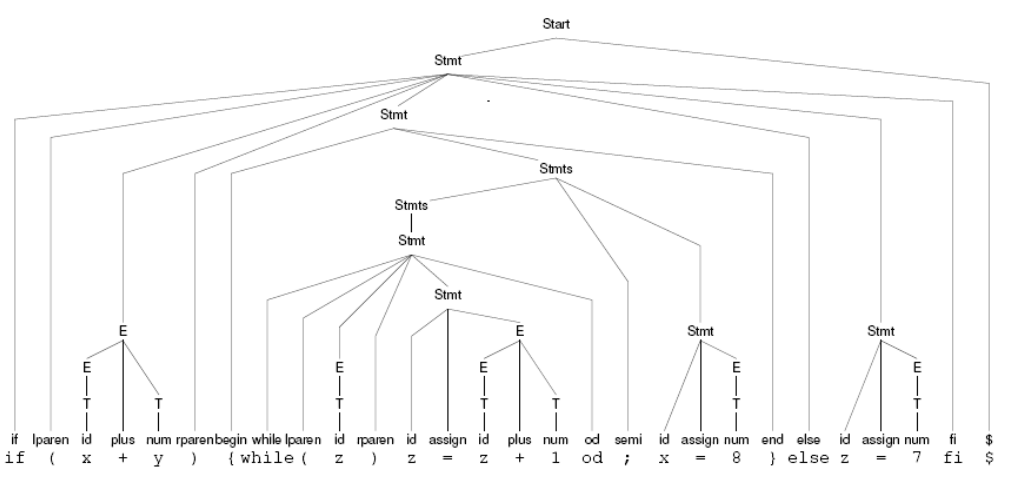 Start
Stmt
Stmt
Stmts
Stmts
Stmt
Stmt
E E Stmt Stmt
E E E E E
T T T T T T T
if lparen id plus num rparen begin while lparen id rparen id assign id plus num od semi id assign num end else id assign num fi $
if ( x + y ) { while ( z ) z = z + 1 od ; x = 8 } else z = 7 fi $